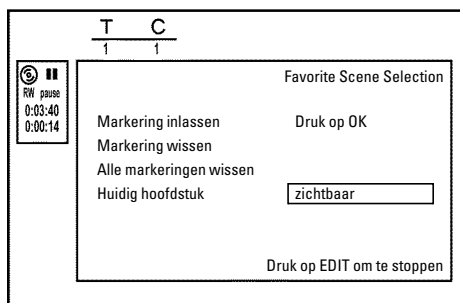 T C
1 1
RW pause
0:03:40
0:00:14
Favorite Scene Selection
Markering inlassen Druk op OK
Markering wissen
Alle markeringen wissen
Huidig hoofdstuk zichtbaar
Druk op EDIT om te stoppen